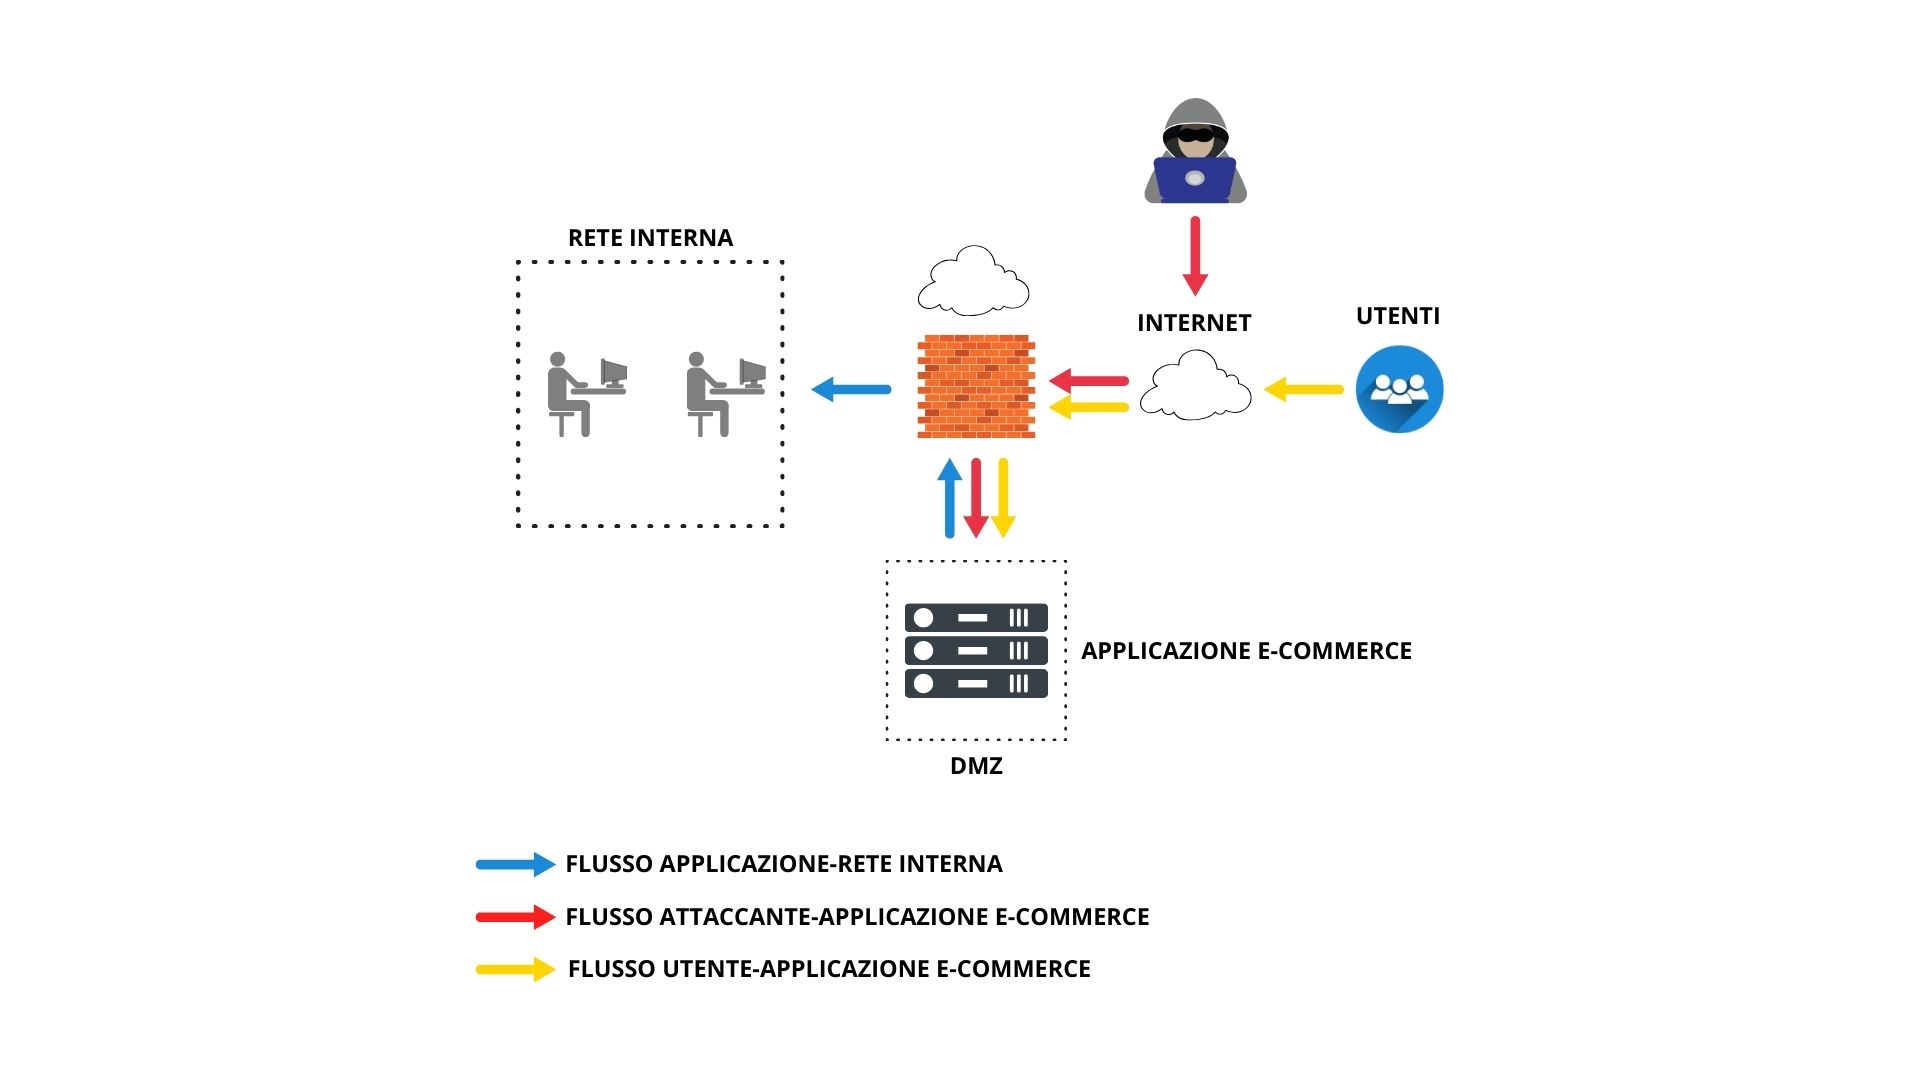 RETE INTERNA
INTERNET
UTENTI
APPLICAZIONE E-COMMERCE
DMZ
FLUSSO APPLICAZIONE-RETE INTERNA
FLUSSO ATTACCANTE-APPLICAZIONE E-COMMERCE
FLUSSO UTENTE-APPLICAZIONE E-COMMERCE